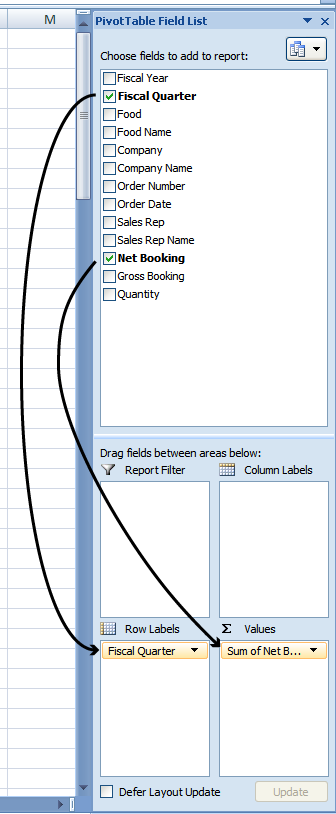 M
PivotTable Field List
Choose fields to add to report:
Fiscal Year
Fiscal Quarter
Food
Food Name
Company
Company Name
Order Number
Order Date
Sales Rep
Sales Rep Name
Net Booking
Gross Booking
Quantity
Drag fields between areas below:
Report Filter
Column Labels
Row Labels
Σ Values
Fiscal Quarter
Sum of Net B...
Defer Layout Update
Update